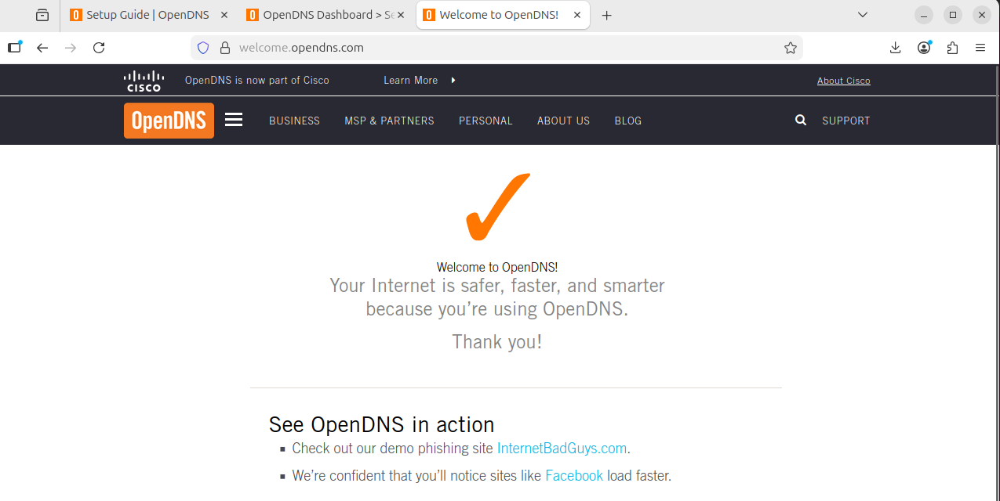 Setup Guide | OpenDNS
OpenDNS Dashboard > Se
Welcome to OpenDNS!
welcome.opendns.com
CISCO
OpenDNS is now part of Cisco
Learn More
About Cisco
OpenDNS
BUSINESS
MSP & PARTNERS
PERSONAL
ABOUT US
BLOG
SUPPORT
Welcome to OpenDNS!
Your Internet is safer, faster, and smarter
because you’re using OpenDNS.
Thank you!
See OpenDNS in action
Check out our demo phishing site InternetBadGuys.com.
We’re confident that you’ll notice sites like Facebook load faster.